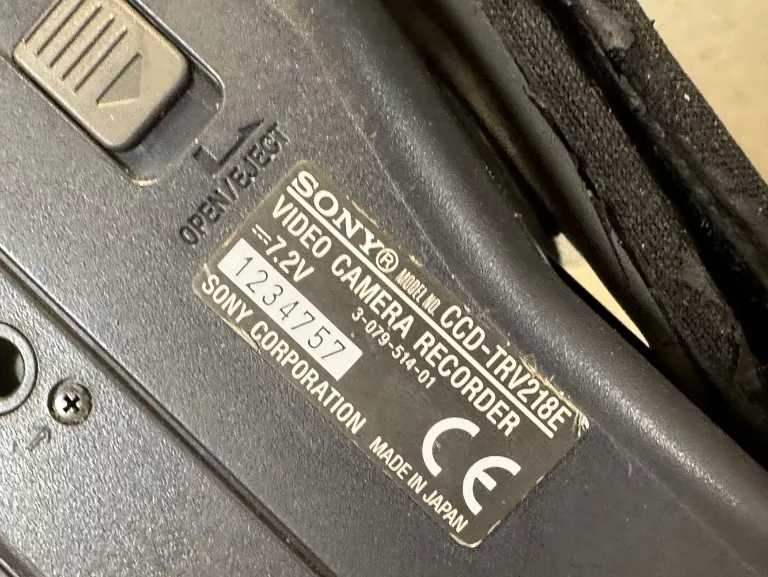 OPEN/EJECT
SONY® MODEL NO. CCD-TRV218E
VIDEO CAMERA RECORDER
⎓7.2V 3-079-514-01
1234757
SONY CORPORATION MADE IN JAPAN
CE